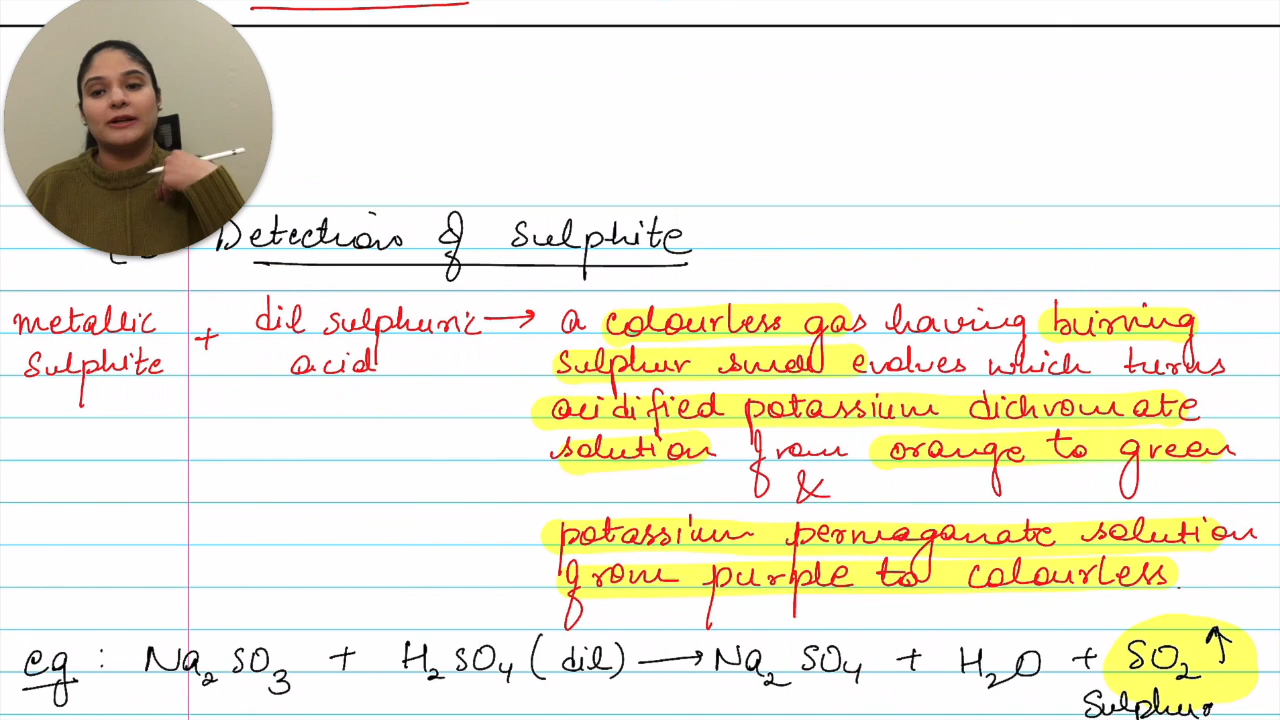 Detection of Sulphite
metallic + dil sulphuric → a colourless gas having burning
sulphite acid sulphur smell evolves which turns
acidified potassium dichromate
solution from orange to green
&
potassium permaganate solution
from purple to colourless.
eg : Na₂SO₃ + H₂SO₄ (dil) → Na₂SO₄ + H₂O + SO₂ ↑
Sulphur